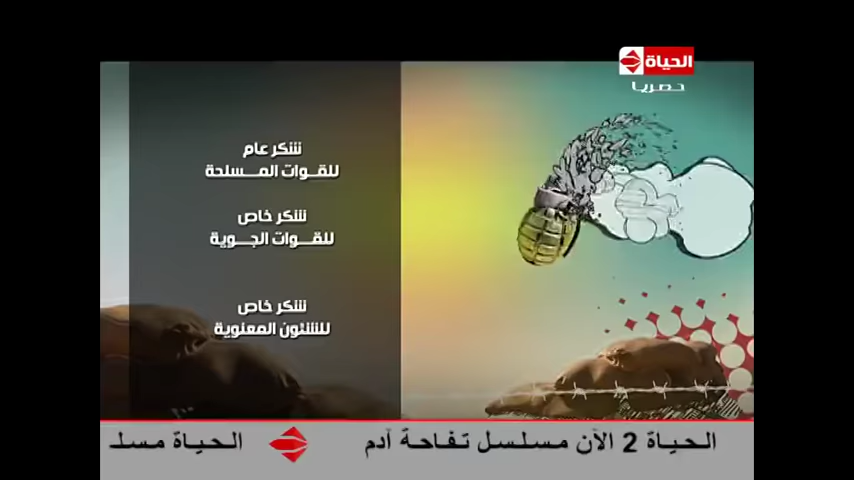 الحياة
حصريا
شكر عام
للقوات المسلحة
شكر خاص
للقوات الجوية
شكر خاص
للشئون المعنوية
الحياة 2 الآن مسلسل تفاحة آدم
الحياة مسلـ